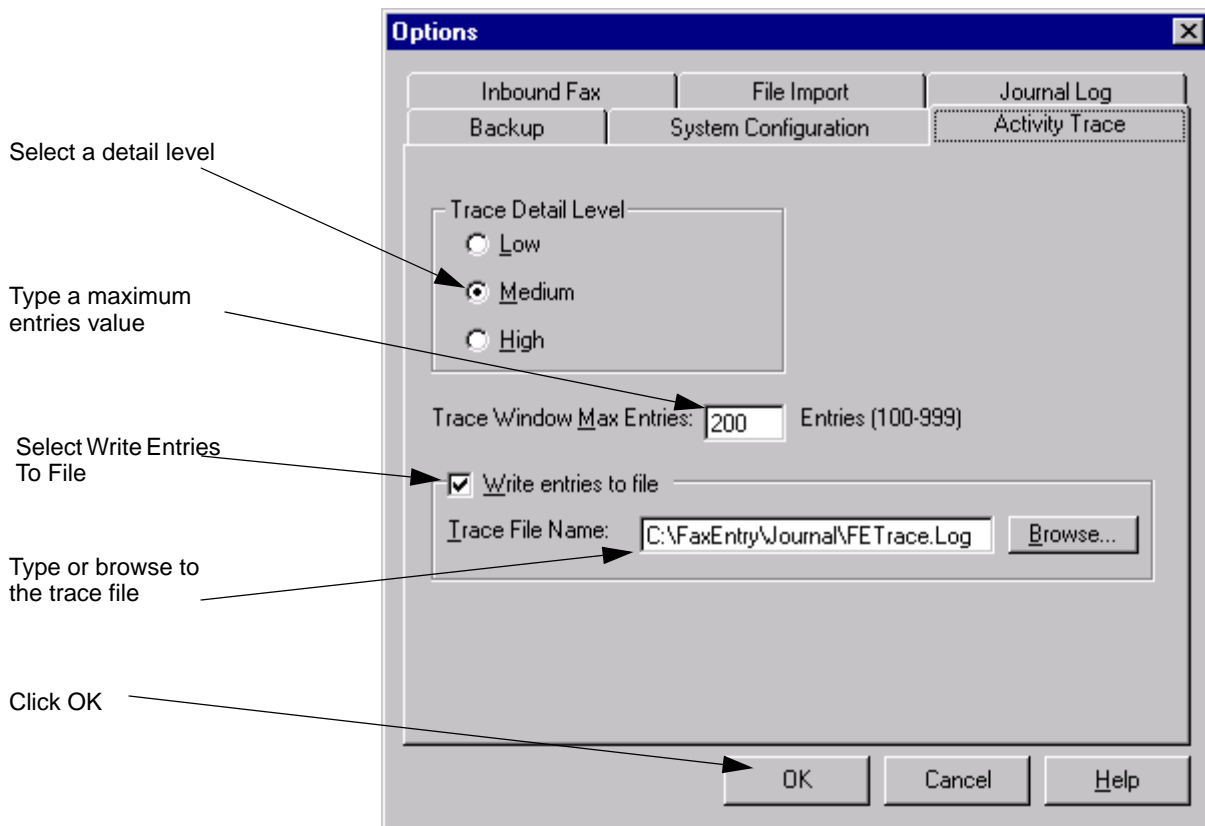 Options
Inbound Fax
File Import
Journal Log
Backup
System Configuration
Activity Trace
Select a detail level
Trace Detail Level
Low
Medium
High
Type a maximum
entries value
Trace Window Max Entries: 200 Entries (100-999)
Select Write Entries
To File
Write entries to file
Trace File Name: C:\FaxEntry\Journal\FETrace.Log Browse...
Type or browse to
the trace file
Click OK
OK
Cancel
Help